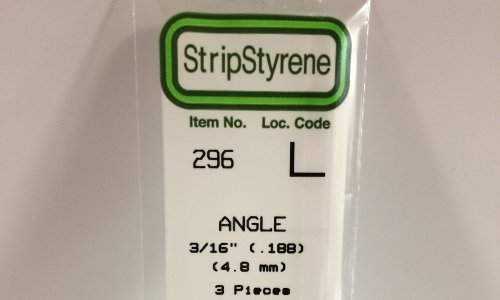 StripStyrene
Item No. Loc. Code
296 L
ANGLE
3/16" (.188)
(4.8 mm)
3 Pieces